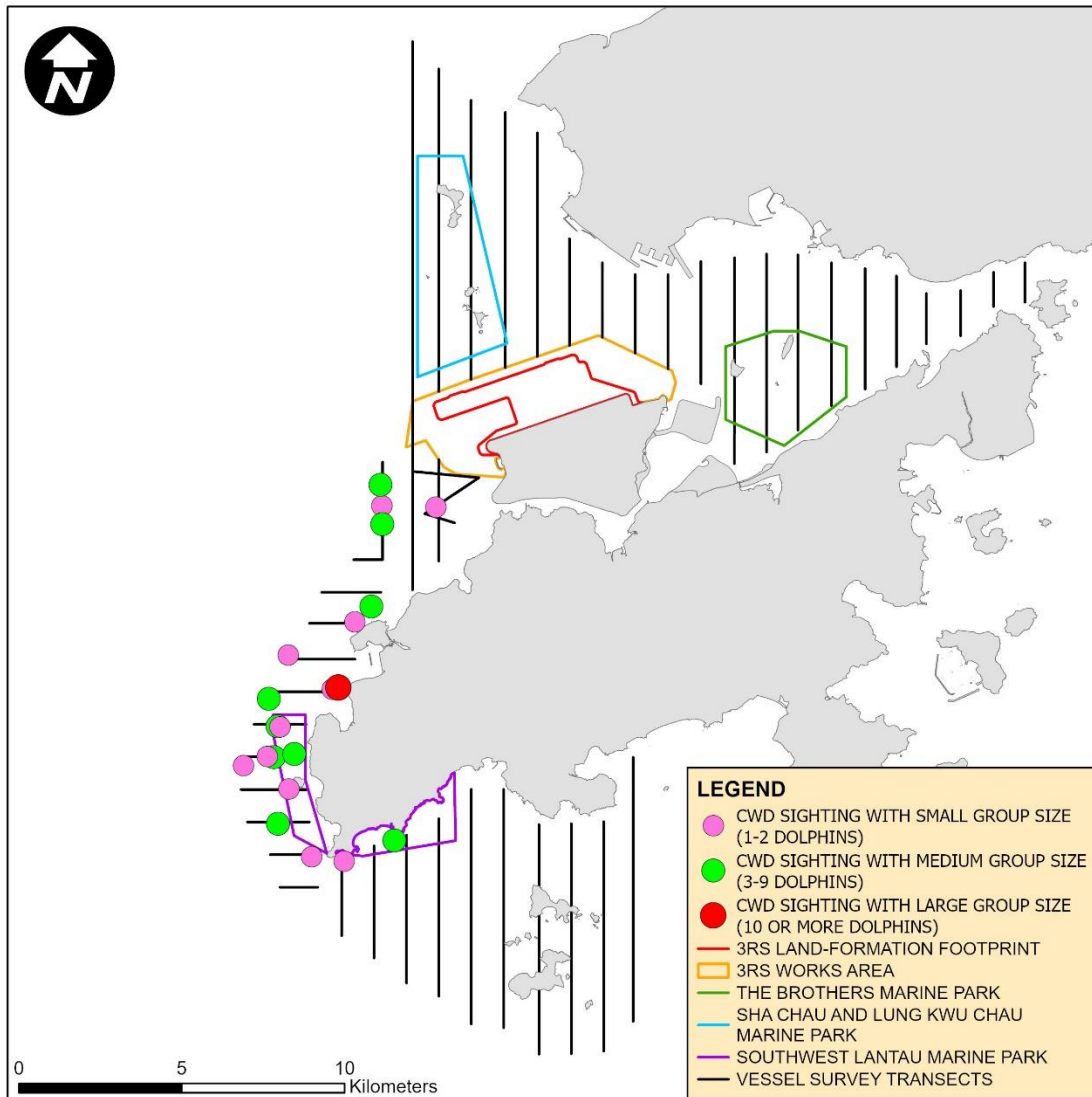 N
LEGEND
CWD SIGHTING WITH SMALL GROUP SIZE
(1-2 DOLPHINS)
CWD SIGHTING WITH MEDIUM GROUP SIZE
(3-9 DOLPHINS)
CWD SIGHTING WITH LARGE GROUP SIZE
(10 OR MORE DOLPHINS)
3RS LAND-FORMATION FOOTPRINT
3RS WORKS AREA
THE BROTHERS MARINE PARK
SHA CHAU AND LUNG KWU CHAU
MARINE PARK
SOUTHWEST LANTAU MARINE PARK
VESSEL SURVEY TRANSECTS
0 5 10
Kilometers